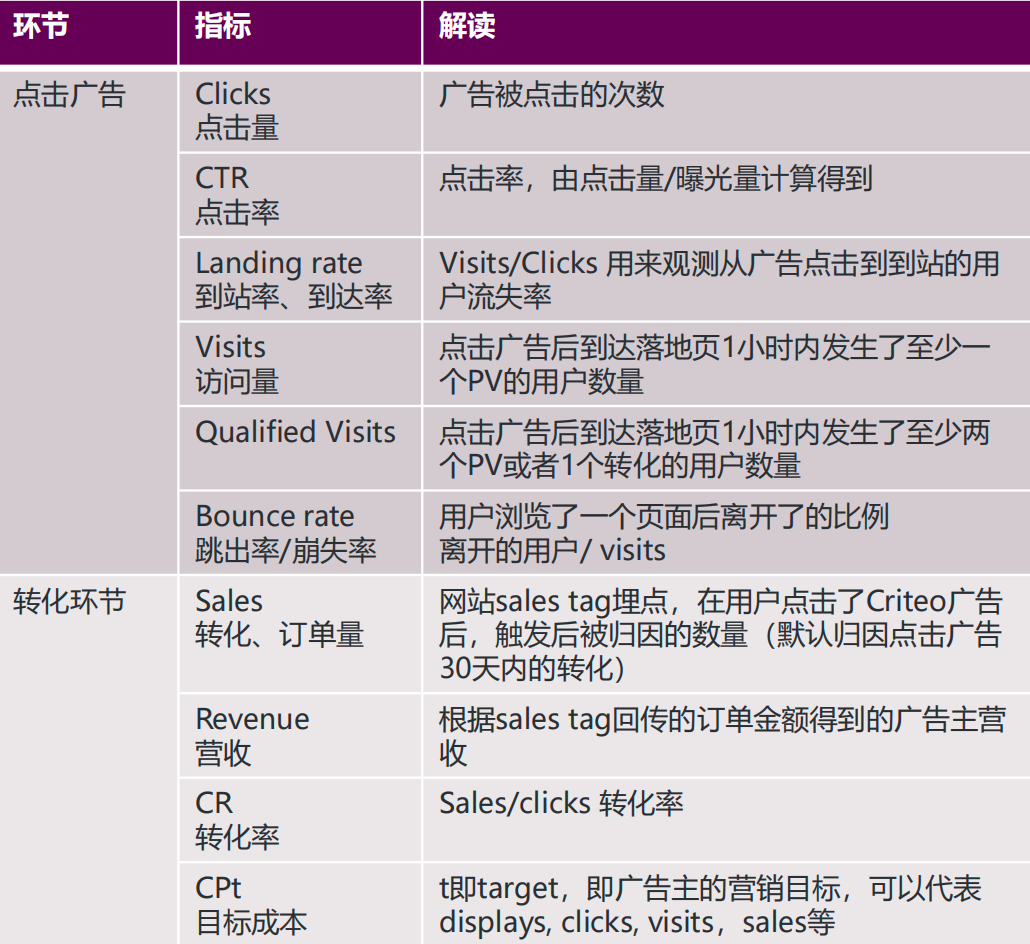 环节
指标
解读
点击广告
Clicks
点击量
广告被点击的次数
CTR
点击率
点击率，由点击量/曝光量计算得到
Landing rate
到站率、到达率
Visits/Clicks 用来观测从广告点击到到站的用
户流失率
Visits
访问量
点击广告后到达落地页1小时内发生了至少一
个PV的用户数量
Qualified Visits
点击广告后到达落地页1小时内发生了至少两
个PV或者1个转化的用户数量
Bounce rate
跳出率/崩失率
用户浏览了一个页面后离开了的比例
离开的用户/ visits
转化环节
Sales
转化、订单量
网站sales tag埋点，在用户点击了Criteo广告
后，触发后被归因的数量（默认归因点击广告
30天内的转化）
Revenue
营收
根据sales tag回传的订单金额得到的广告主营
收
CR
转化率
Sales/clicks 转化率
CPt
目标成本
t即target，即广告主的营销目标，可以代表
displays, clicks, visits，sales等